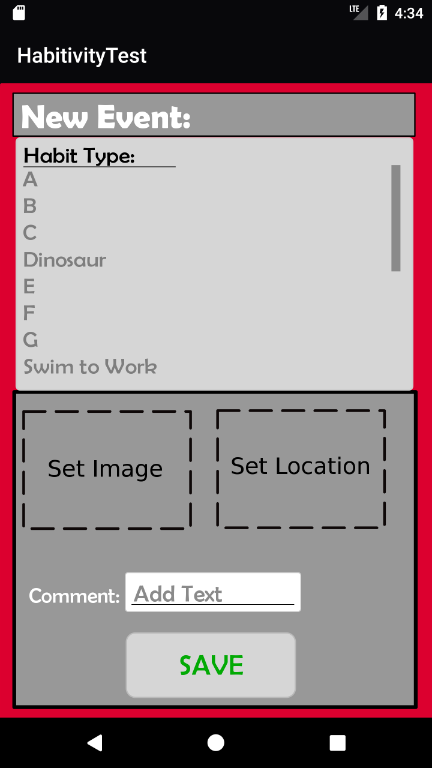 LTE 4:34
HabitivityTest
New Event:
Habit Type:
A
B
C
Dinosaur
E
F
G
Swim to Work
Set Image Set Location
Comment: Add Text
SAVE